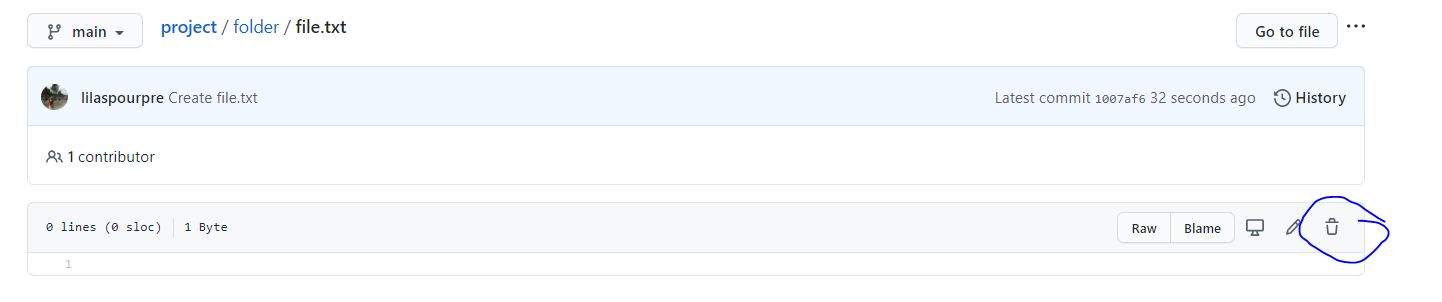 main project / folder / file.txt Go to file ...
lilaspourpre Create file.txt Latest commit 1007af6 32 seconds ago History
1 contributor
0 lines (0 sloc) 1 Byte Raw Blame
1